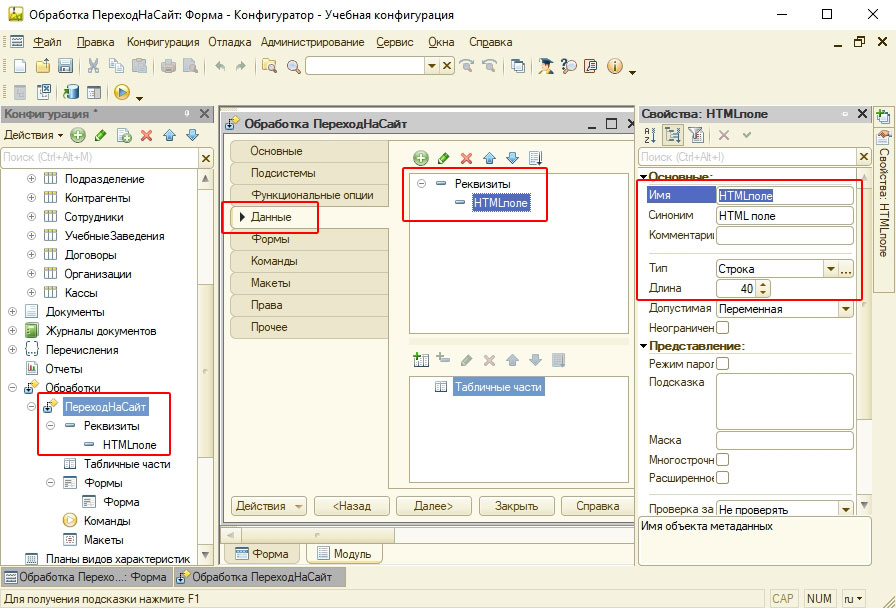 Обработка ПереходНаСайт: Форма - Конфигуратор - Учебная конфигурация
Файл Правка Конфигурация Отладка Администрирование Сервис Окна Справка
Конфигурация *
Действия
Поиск (Ctrl+Alt+M)
Подразделение
Контрагенты
Сотрудники
УчебныеЗаведения
Договоры
Организации
Кассы
Документы
Журналы документов
Перечисления
Отчеты
Обработки
ПереходНаСайт
Реквизиты
HTMLполе
Табличные части
Формы
Форма
Команды
Макеты
Планы видов характеристик
Обработка ПереходНаСайт
Основные
Подсистемы
Функциональные опции
Данные
Формы
Команды
Макеты
Права
Прочее
Реквизиты
HTMLполе
Табличные части
Действия
<Назад
Далее>
Закрыть
Справка
Форма
Модуль
Свойства: HTMLполе
Поиск (Ctrl+Alt+I)
Основные:
Имя HTMLполе
Синоним HTML поле
Комментари
Тип Строка ...
Длина 40
Допустимая Переменная
Неограничен
Представление:
Режим парол
Подсказка
Маска
Многострочн
Расширенное
Проверка за Не проверять
Имя объекта метаданных
Свойства: HTMLполе
Обработка Перехо...: Форма
Обработка ПереходНаСайт
Для получения подсказки нажмите F1
CAP NUM ru